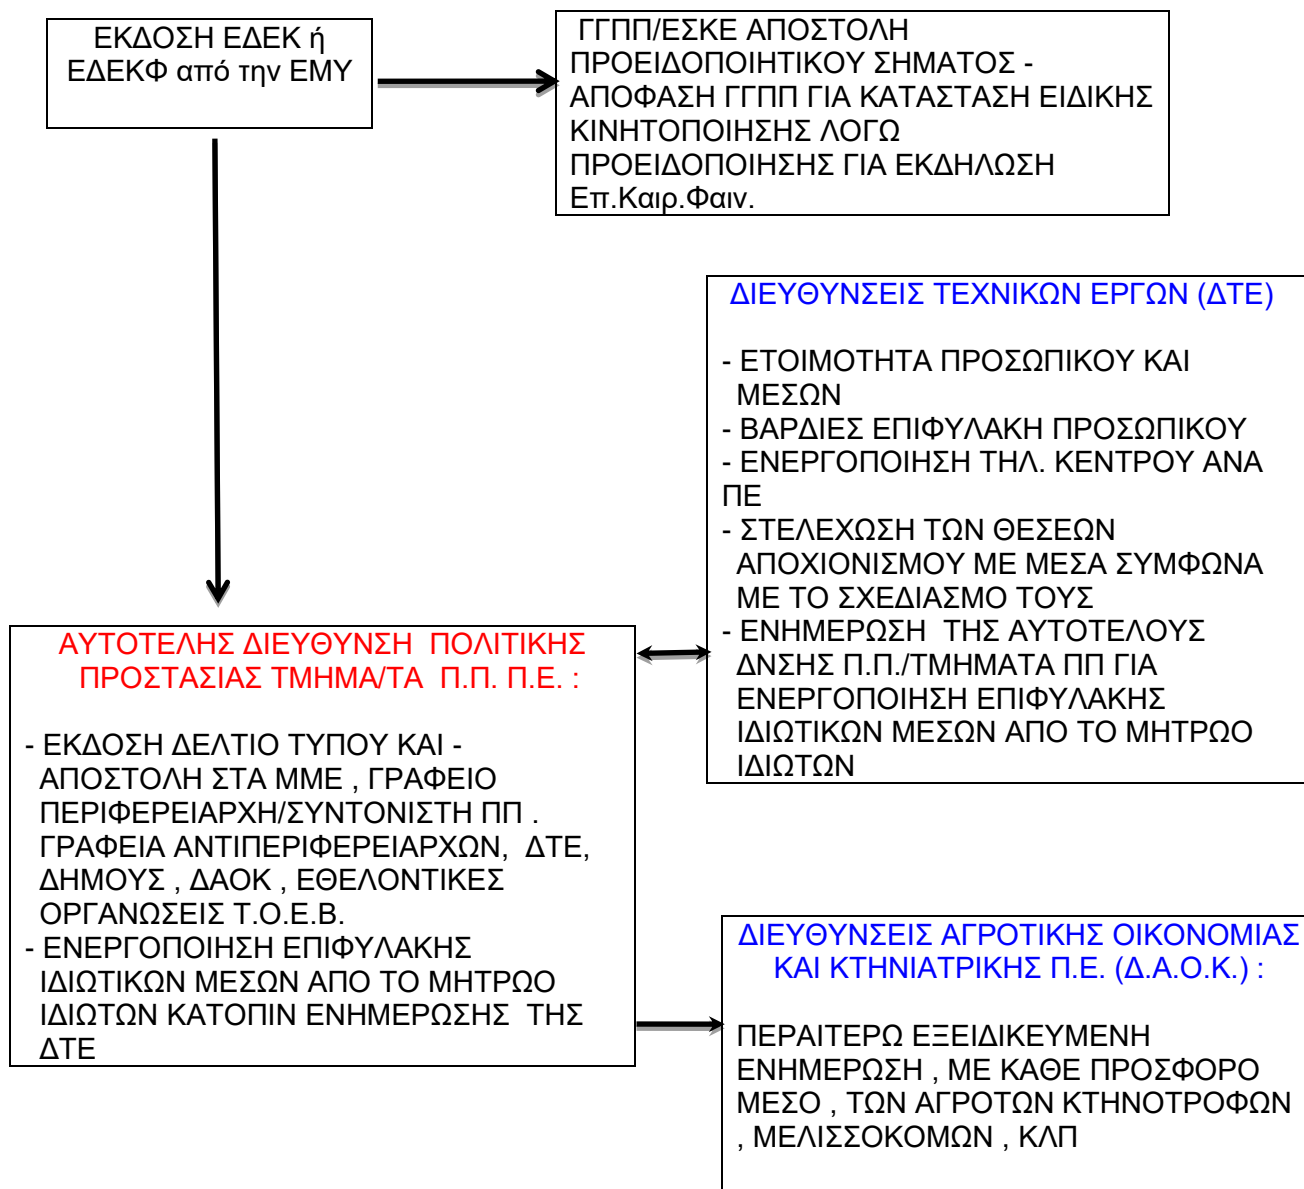 ΕΚΔΟΣΗ ΕΔΕΚ ή
ΕΔΕΚΦ από την ΕΜΥ
ΓΓΠΠ/ΕΣΚΕ ΑΠΟΣΤΟΛΗ
ΠΡΟΕΙΔΟΠΟΙΗΤΙΚΟΥ ΣΗΜΑΤΟΣ -
ΑΠΟΦΑΣΗ ΓΓΠΠ ΓΙΑ ΚΑΤΑΣΤΑΣΗ ΕΙΔΙΚΗΣ
ΚΙΝΗΤΟΠΟΙΗΣΗΣ ΛΟΓΩ
ΠΡΟΕΙΔΟΠΟΙΗΣΗΣ ΓΙΑ ΕΚΔΗΛΩΣΗ
Επ.Καιρ.Φαιν.
ΔΙΕΥΘΥΝΣΕΙΣ ΤΕΧΝΙΚΩΝ ΕΡΓΩΝ (ΔΤΕ)
- ΕΤΟΙΜΟΤΗΤΑ ΠΡΟΣΩΠΙΚΟΥ ΚΑΙ
ΜΕΣΩΝ
- ΒΑΡΔΙΕΣ ΕΠΙΦΥΛΑΚΗ ΠΡΟΣΩΠΙΚΟΥ
- ΕΝΕΡΓΟΠΟΙΗΣΗ ΤΗΛ. ΚΕΝΤΡΟΥ ΑΝΑ
ΠΕ
- ΣΤΕΛΕΧΩΣΗ ΤΩΝ ΘΕΣΕΩΝ
ΑΠΟΧΙΟΝΙΣΜΟΥ ΜΕ ΜΕΣΑ ΣΥΜΦΩΝΑ
ΜΕ ΤΟ ΣΧΕΔΙΑΣΜΟ ΤΟΥΣ
- ΕΝΗΜΕΡΩΣΗ ΤΗΣ ΑΥΤΟΤΕΛΟΥΣ
ΔΝΣΗΣ Π.Π./ΤΜΗΜΑΤΑ ΠΠ ΓΙΑ
ΕΝΕΡΓΟΠΟΙΗΣΗ ΕΠΙΦΥΛΑΚΗΣ
ΙΔΙΩΤΙΚΩΝ ΜΕΣΩΝ ΑΠΟ ΤΟ ΜΗΤΡΩΟ
ΙΔΙΩΤΩΝ
ΑΥΤΟΤΕΛΗΣ ΔΙΕΥΘΥΝΣΗ ΠΟΛΙΤΙΚΗΣ
ΠΡΟΣΤΑΣΙΑΣ ΤΜΗΜΑ/ΤΑ Π.Π. Π.Ε. :
- ΕΚΔΟΣΗ ΔΕΛΤΙΟ ΤΥΠΟΥ ΚΑΙ -
ΑΠΟΣΤΟΛΗ ΣΤΑ ΜΜΕ , ΓΡΑΦΕΙΟ
ΠΕΡΙΦΕΡΕΙΑΡΧΗ/ΣΥΝΤΟΝΙΣΤΗ ΠΠ .
ΓΡΑΦΕΙΑ ΑΝΤΙΠΕΡΙΦΕΡΕΙΑΡΧΩΝ, ΔΤΕ,
ΔΗΜΟΥΣ , ΔΑΟΚ , ΕΘΕΛΟΝΤΙΚΕΣ
ΟΡΓΑΝΩΣΕΙΣ Τ.Ο.Ε.Β.
- ΕΝΕΡΓΟΠΟΙΗΣΗ ΕΠΙΦΥΛΑΚΗΣ
ΙΔΙΩΤΙΚΩΝ ΜΕΣΩΝ ΑΠΟ ΤΟ ΜΗΤΡΩΟ
ΙΔΙΩΤΩΝ ΚΑΤΟΠΙΝ ΕΝΗΜΕΡΩΣΗΣ ΤΗΣ
ΔΤΕ
ΔΙΕΥΘΥΝΣΕΙΣ ΑΓΡΟΤΙΚΗΣ ΟΙΚΟΝΟΜΙΑΣ
ΚΑΙ ΚΤΗΝΙΑΤΡΙΚΗΣ Π.Ε. (Δ.Α.Ο.Κ.) :
ΠΕΡΑΙΤΕΡΩ ΕΞΕΙΔΙΚΕΥΜΕΝΗ
ΕΝΗΜΕΡΩΣΗ , ΜΕ ΚΑΘΕ ΠΡΟΣΦΟΡΟ
ΜΕΣΟ , ΤΩΝ ΑΓΡΟΤΩΝ ΚΤΗΝΟΤΡΟΦΩΝ
, ΜΕΛΙΣΣΟΚΟΜΩΝ , ΚΛΠ